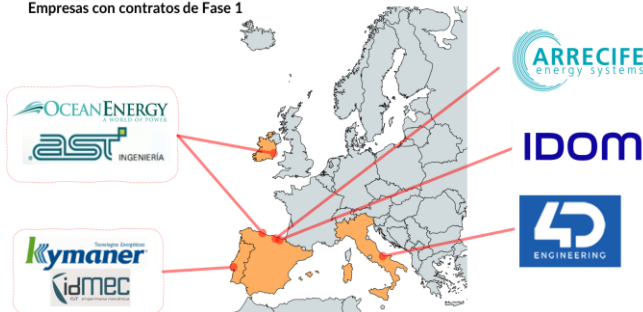 Empresas con contratos de Fase 1
OCEANENERGY
A WORLD OF POWER
ast INGENIERÍA
Tecnologías Energéticas
Kymaner
idmec
IST engenharia mecânica
ARRECIFE
energy systems
IDOM
4D
ENGINEERING